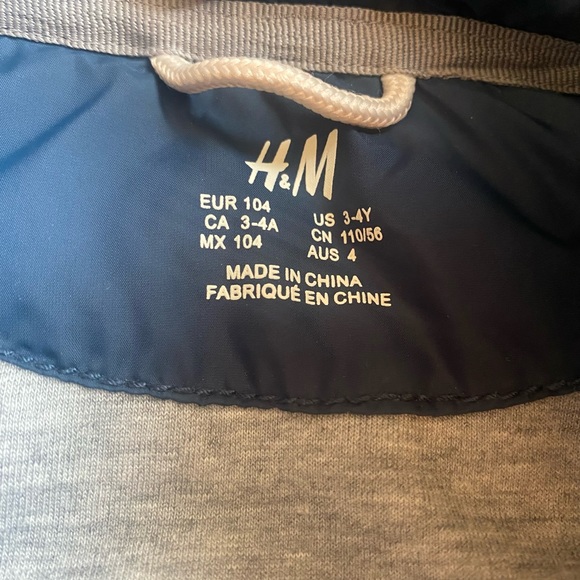 H&M
EUR 104
CA 3-4A
MX 104
US 3-4Y
CN 110/56
AUS 4
MADE IN CHINA
FABRIQUÉ EN CHINE